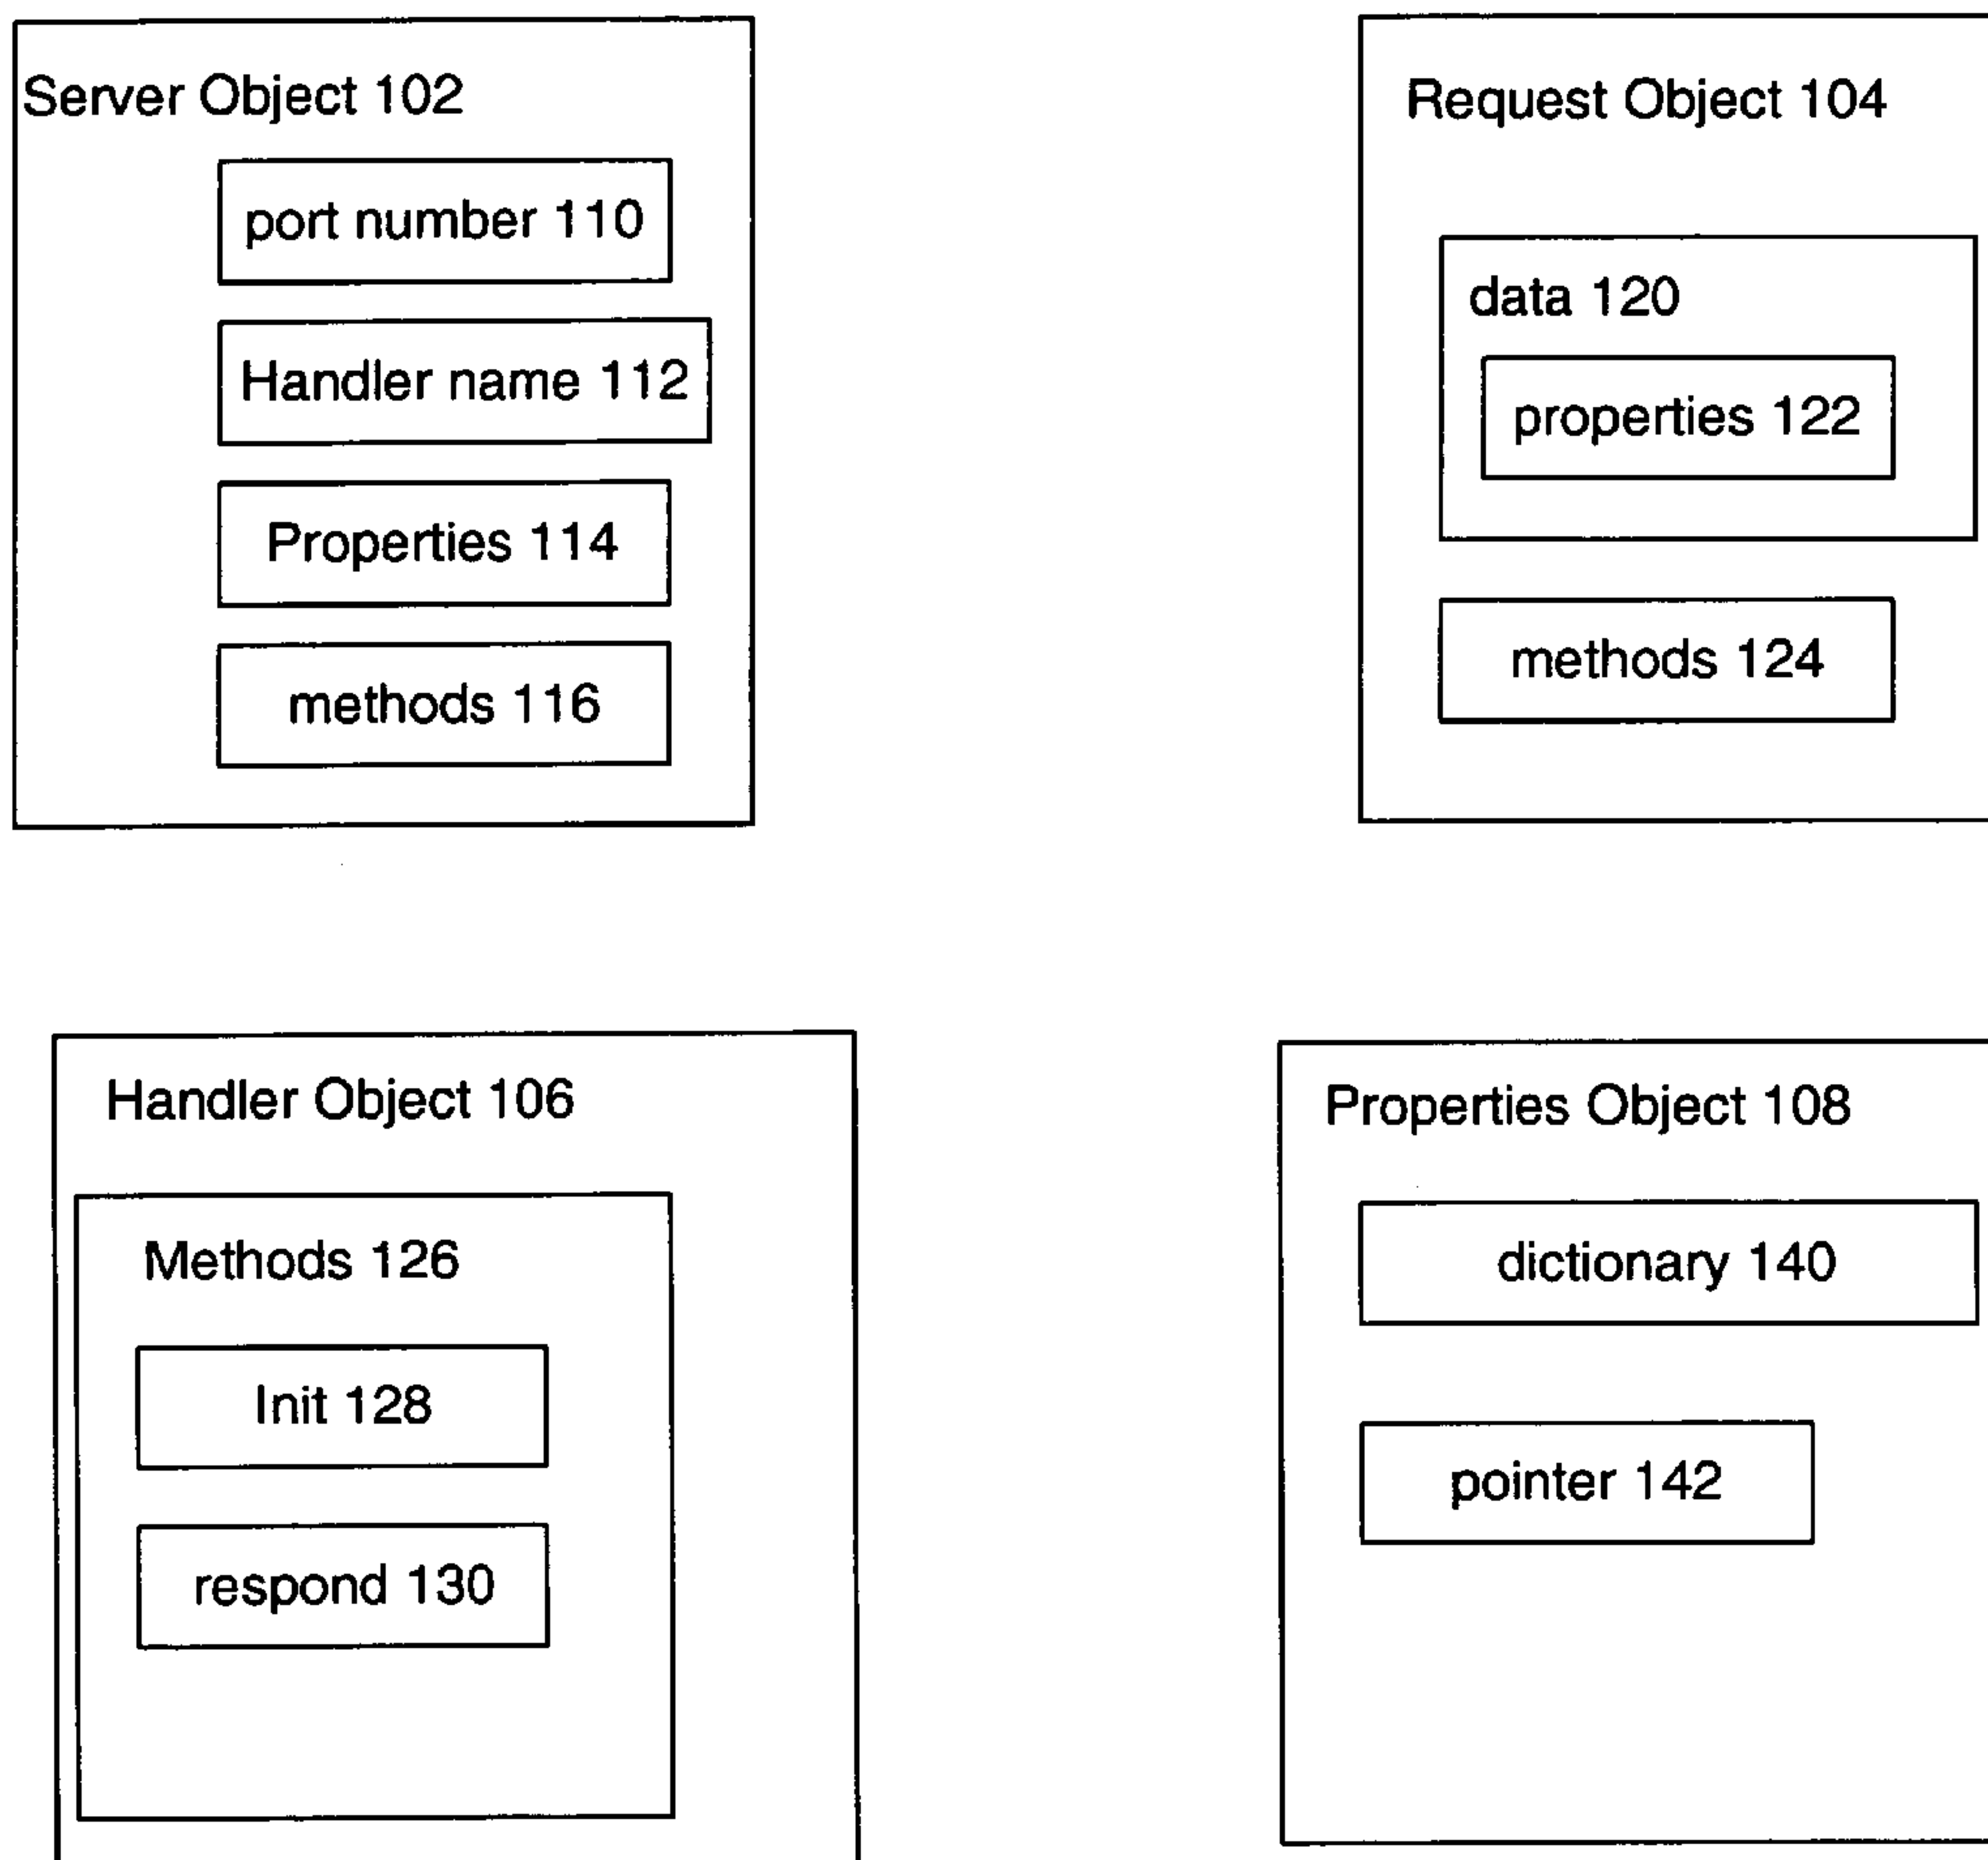 Server Object 102
port number 110
Handler name 112
Properties 114
methods 116
Request Object 104
data 120
properties 122
methods 124
Handler Object 106
Methods 126
Init 128
respond 130
Properties Object 108
dictionary 140
pointer 142